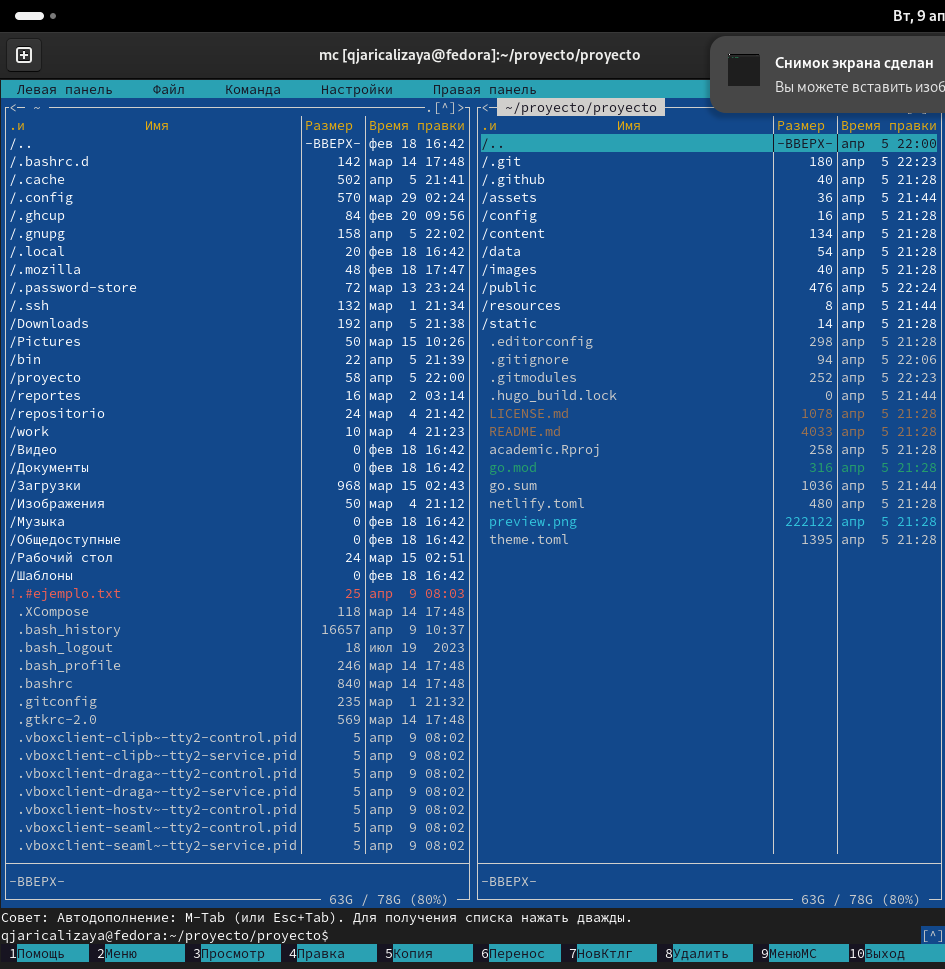 Вт, 9 ап
mc [qjaricalizaya@fedora]:~/proyecto/proyecto
Снимок экрана сделан
Вы можете вставить изоб
Левая панель Файл Команда Настройки Правая панель
<─ ~ .[^]>
.и Имя Размер Время правки
/.. -ВВЕРХ- фев 18 16:42
/.bashrc.d 142 мар 14 17:48
/.cache 502 апр 5 21:41
/.config 570 мар 29 02:24
/.ghcup 84 фев 20 09:56
/.gnupg 158 апр 5 22:02
/.local 20 фев 18 16:42
/.mozilla 48 фев 18 17:47
/.password-store 72 мар 13 23:24
/.ssh 132 мар 1 21:34
/Downloads 192 апр 5 21:38
/Pictures 50 мар 15 10:26
/bin 22 апр 5 21:39
/proyecto 58 апр 5 22:00
/reportes 16 мар 2 03:14
/repositorio 24 мар 4 21:42
/work 10 мар 4 21:23
/Видео 0 фев 18 16:42
/Документы 0 фев 18 16:42
/Загрузки 968 мар 15 02:43
/Изображения 50 мар 4 21:12
/Музыка 0 фев 18 16:42
/Общедоступные 0 фев 18 16:42
/Рабочий стол 24 мар 15 02:51
/Шаблоны 0 фев 18 16:42
!.#ejemplo.txt 25 апр 9 08:03
.XCompose 118 мар 14 17:48
.bash_history 16657 апр 9 10:37
.bash_logout 18 июл 19 2023
.bash_profile 246 мар 14 17:48
.bashrc 840 мар 14 17:48
.gitconfig 235 мар 1 21:32
.gtkrc-2.0 569 мар 14 17:48
.vboxclient-clipb~-tty2-control.pid 5 апр 9 08:02
.vboxclient-clipb~-tty2-service.pid 5 апр 9 08:02
.vboxclient-draga~-tty2-control.pid 5 апр 9 08:02
.vboxclient-draga~-tty2-service.pid 5 апр 9 08:02
.vboxclient-hostv~-tty2-control.pid 5 апр 9 08:02
.vboxclient-seaml~-tty2-control.pid 5 апр 9 08:02
.vboxclient-seaml~-tty2-service.pid 5 апр 9 08:02
-ВВЕРХ-
63G / 78G (80%)
<─ ~/proyecto/proyecto
.и Имя Размер Время правки
/.. -ВВЕРХ- апр 5 22:00
/.git 180 апр 5 22:23
/.github 40 апр 5 21:28
/assets 36 апр 5 21:44
/config 16 апр 5 21:28
/content 134 апр 5 21:28
/data 54 апр 5 21:28
/images 40 апр 5 21:28
/public 476 апр 5 22:24
/resources 8 апр 5 21:44
/static 14 апр 5 21:28
.editorconfig 298 апр 5 21:28
.gitignore 94 апр 5 22:06
.gitmodules 252 апр 5 22:23
.hugo_build.lock 0 апр 5 21:44
LICENSE.md 1078 апр 5 21:28
README.md 4033 апр 5 21:28
academic.Rproj 258 апр 5 21:28
go.mod 316 апр 5 21:28
go.sum 1036 апр 5 21:44
netlify.toml 480 апр 5 21:28
preview.png 222122 апр 5 21:28
theme.toml 1395 апр 5 21:28
-ВВЕРХ-
63G / 78G (80%)
Совет: Автодополнение: M-Tab (или Esc+Tab). Для получения списка нажать дважды.
qjaricalizaya@fedora:~/proyecto/proyecto$ [^]
1Помощь 2Меню 3Просмотр 4Правка 5Копия 6Перенос 7НовКтлг 8Удалить 9МенюMC 10Выход